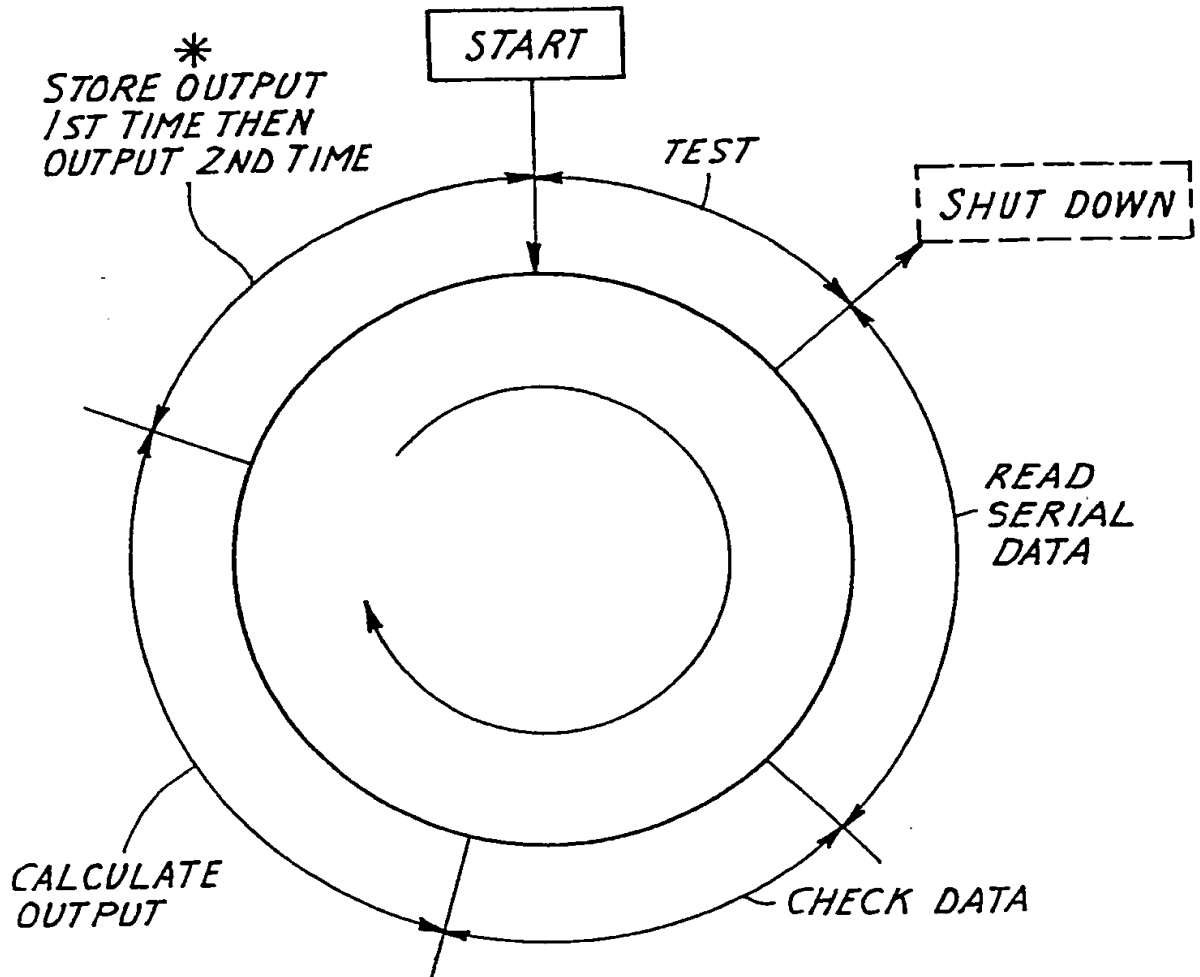 START
*
STORE OUTPUT
1ST TIME THEN
OUTPUT 2ND TIME
TEST
SHUT DOWN
READ
SERIAL
DATA
CALCULATE
OUTPUT
CHECK DATA